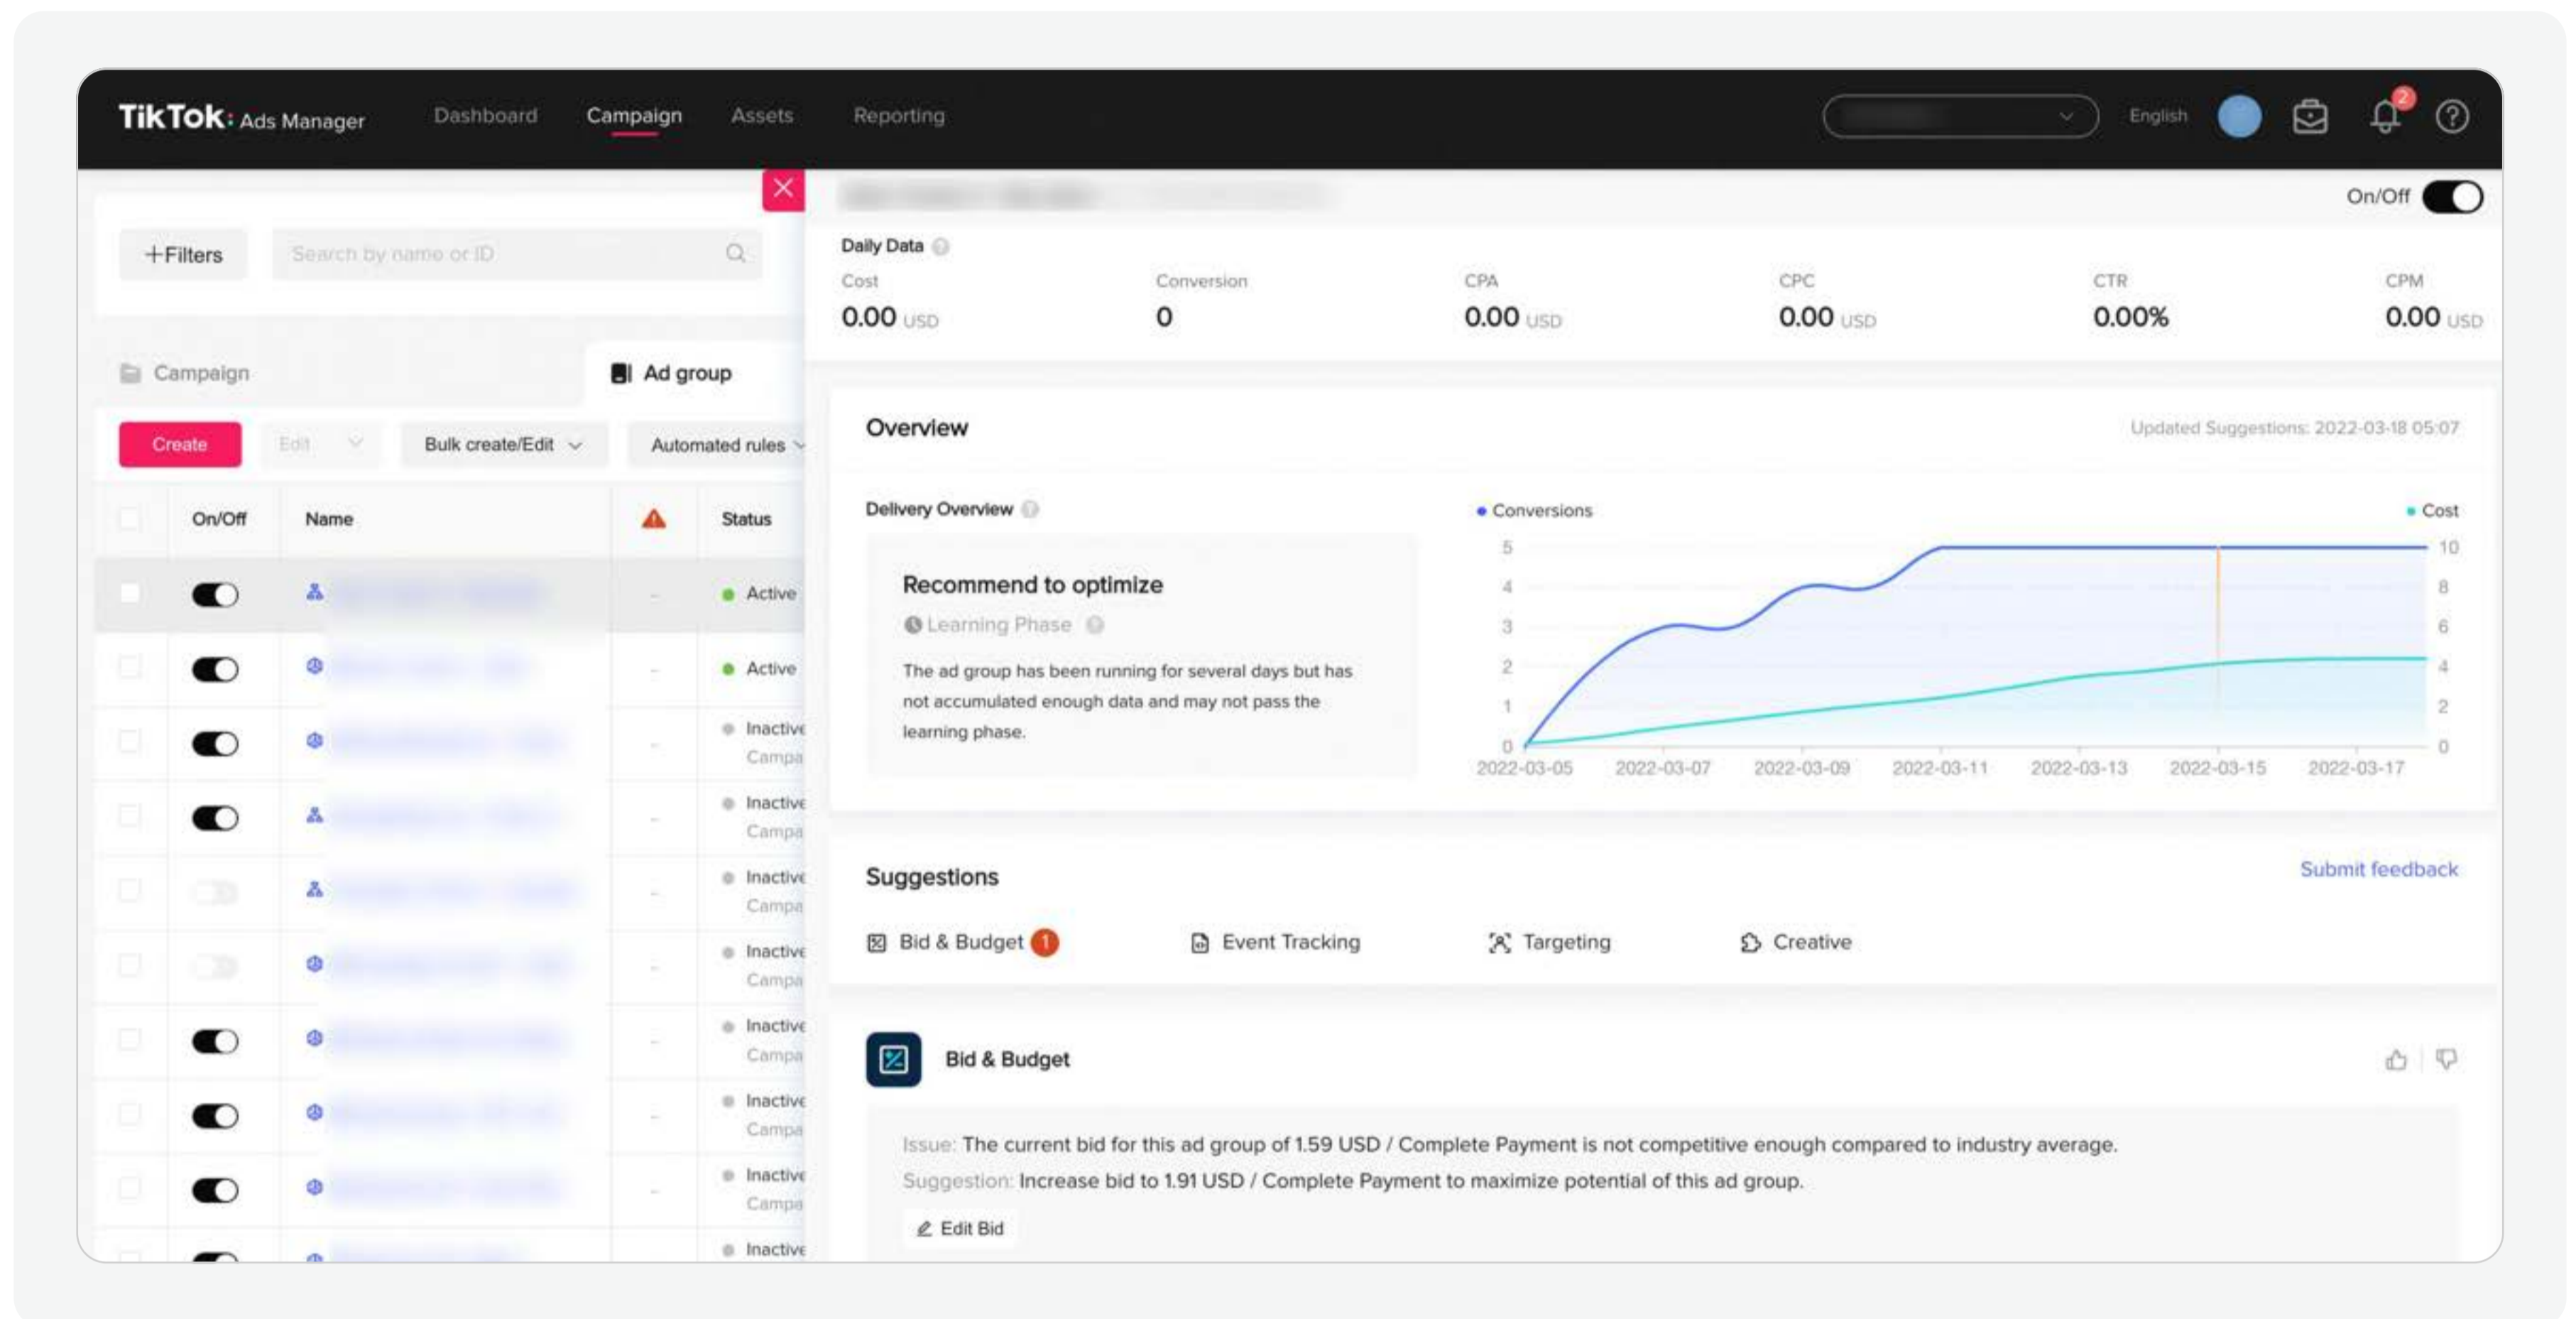 TikTok: Ads Manager Dashboard Campaign Assets Reporting English 2
On/Off
+Filters Search by name or ID
Daily Data
Cost Conversion CPA CPC CTR CPM
0.00 USD 0 0.00 USD 0.00 USD 0.00% 0.00 USD
Campaign Ad group
Create Edit Bulk create/Edit Automated rules
On/Off Name Status
Active
Active
Inactive
Campa
Inactive
Campa
Inactive
Campa
Inactive
Campa
Inactive
Campa
Inactive
Campa
Inactive
Campa
Inactive
Overview Updated Suggestions: 2022-03-18 05:07
Delivery Overview
Recommend to optimize
Learning Phase
The ad group has been running for several days but has
not accumulated enough data and may not pass the
learning phase.
Conversions Cost
5 10
4 8
3 6
2 4
1 2
0 0
2022-03-05 2022-03-07 2022-03-09 2022-03-11 2022-03-13 2022-03-15 2022-03-17
Suggestions Submit feedback
Bid & Budget 1 Event Tracking Targeting Creative
Bid & Budget
Issue: The current bid for this ad group of 1.59 USD / Complete Payment is not competitive enough compared to industry average.
Suggestion: Increase bid to 1.91 USD / Complete Payment to maximize potential of this ad group.
Edit Bid